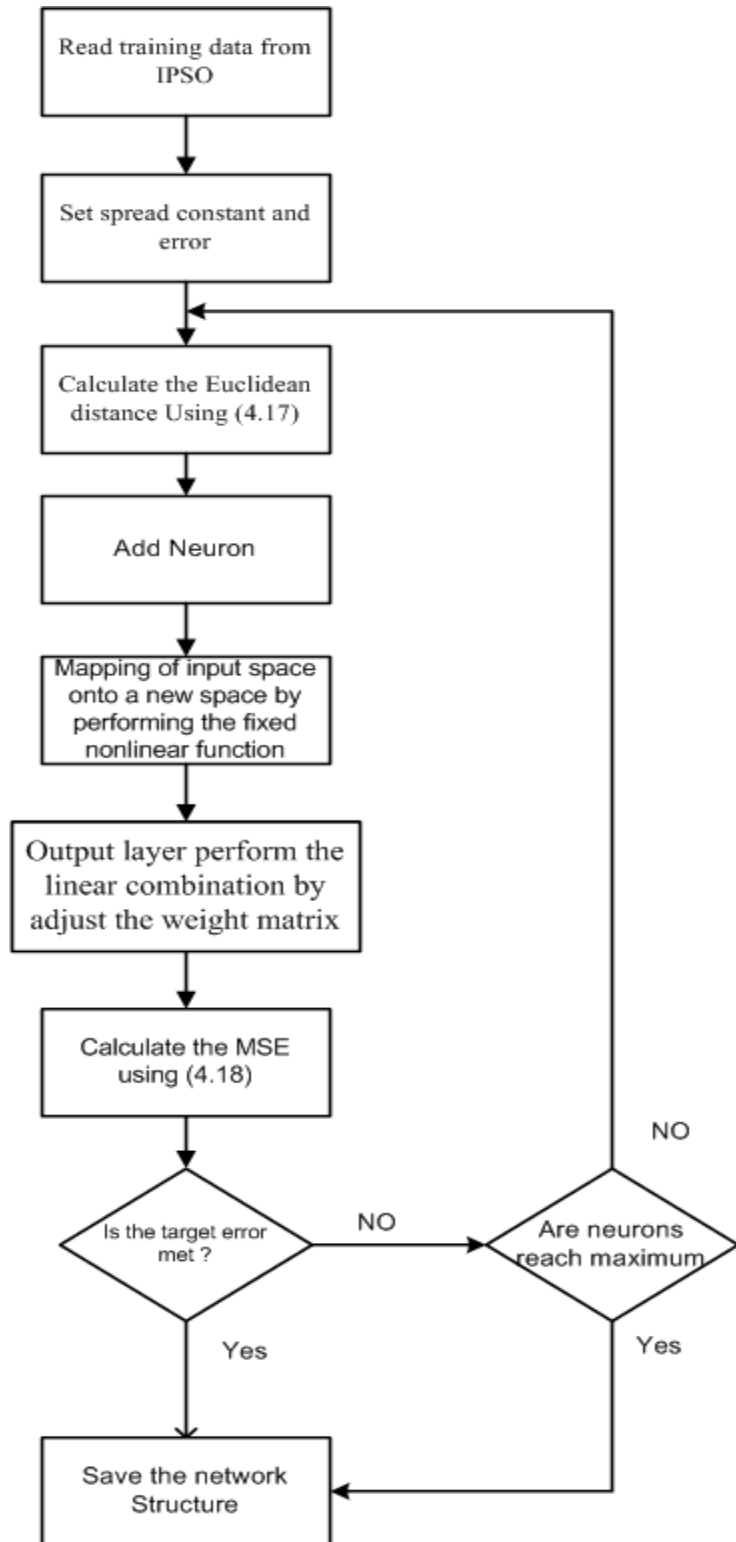 Read training data from
IPSO
Set spread constant and
error
Calculate the Euclidean
distance Using (4.17)
Add Neuron
Mapping of input space
onto a new space by
performing the fixed
nonlinear function
Output layer perform the
linear combination by
adjust the weight matrix
Calculate the MSE
using (4.18)
NO
Is the target error
met ?
NO
Are neurons
reach maximum
Yes
Yes
Save the network
Structure